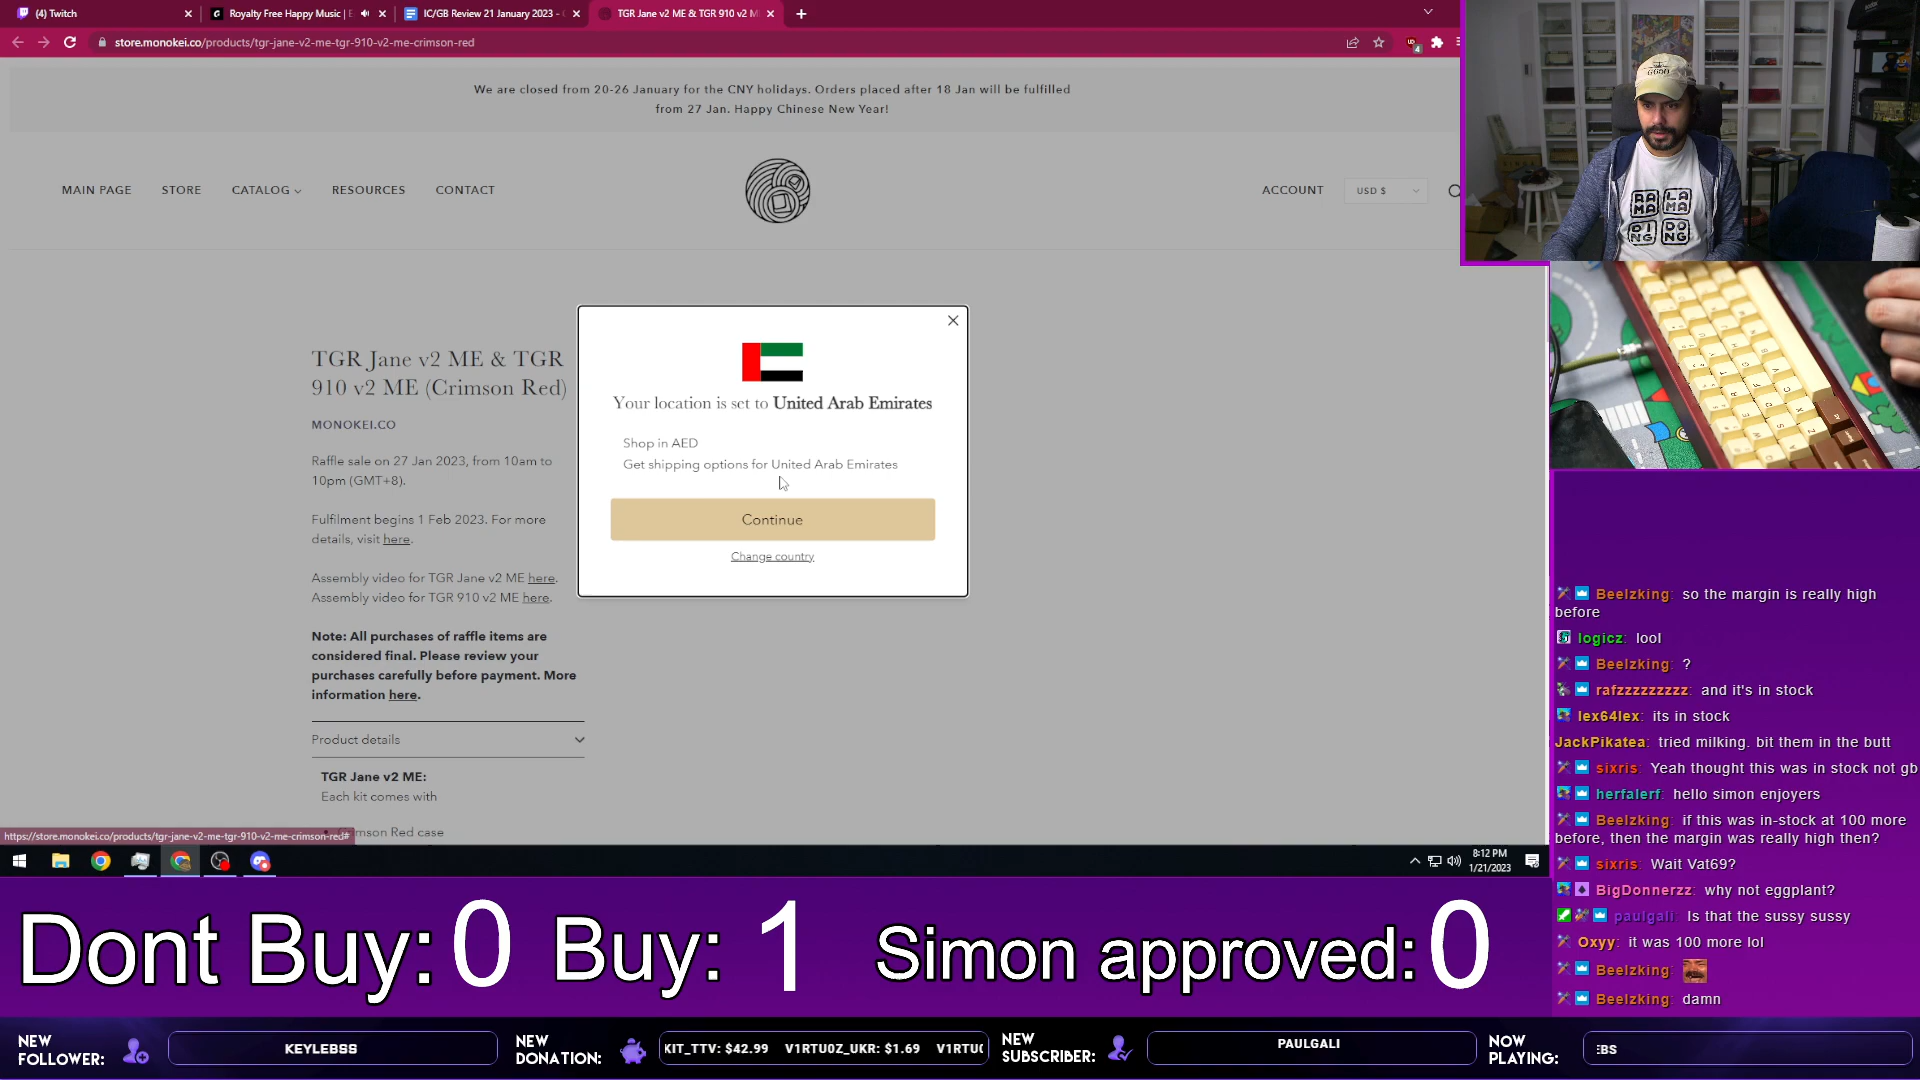 (4) Twitch
Royalty Free Happy Music | E
IC/GB Review 21 January 2023 -
TGR Jane v2 ME & TGR 910 v2 M
store.monokei.co/products/tgr-jane-v2-me-tgr-910-v2-me-crimson-red
4
We are closed from 20-26 January for the CNY holidays. Orders placed after 18 Jan will be fulfilled
from 27 Jan. Happy Chinese New Year!
MAIN PAGE
STORE
CATALOG
RESOURCES
CONTACT
ACCOUNT
USD $
TGR Jane v2 ME & TGR
910 v2 ME (Crimson Red)
MONOKEI.CO
Raffle sale on 27 Jan 2023, from 10am to
10pm (GMT+8).
Fulfilment begins 1 Feb 2023. For more
details, visit here.
Assembly video for TGR Jane v2 ME here.
Assembly video for TGR 910 v2 ME here.
Note: All purchases of raffle items are
considered final. Please review your
purchases carefully before payment. More
information here.
Product details
TGR Jane v2 ME:
Each kit comes with
mson Red case
Your location is set to United Arab Emirates
Shop in AED
Get shipping options for United Arab Emirates
Continue
Change country
https://store.monokei.co/products/tgr-jane-v2-me-tgr-910-v2-me-crimson-red#
8:12 PM
1/21/2023
RAMA LAMA
DING DONG
Beelzking: so the margin is really high
before
logicz: lool
Beelzking: ?
rafzzzzzzzzz: and it's in stock
lex64lex: its in stock
JackPikatea: tried milking. bit them in the butt
sixris: Yeah thought this was in stock not gb
herfalerf: hello simon enjoyers
Beelzking: if this was in-stock at 100 more
before, then the margin was really high then?
sixris: Wait Vat69?
BigDonnerzz: why not eggplant?
paulgali: Is that the sussy sussy
Oxyy: it was 100 more lol
Beelzking:
Beelzking: damn
Dont Buy: 0
Buy: 1
Simon approved: 0
NEW
FOLLOWER:
KEYLEBSS
NEW
DONATION:
KIT_TTV: $42.99 V1RTU0Z_UKR: $1.69 V1RTU
NEW
SUBSCRIBER:
PAULGALI
NOW
PLAYING:
EBS